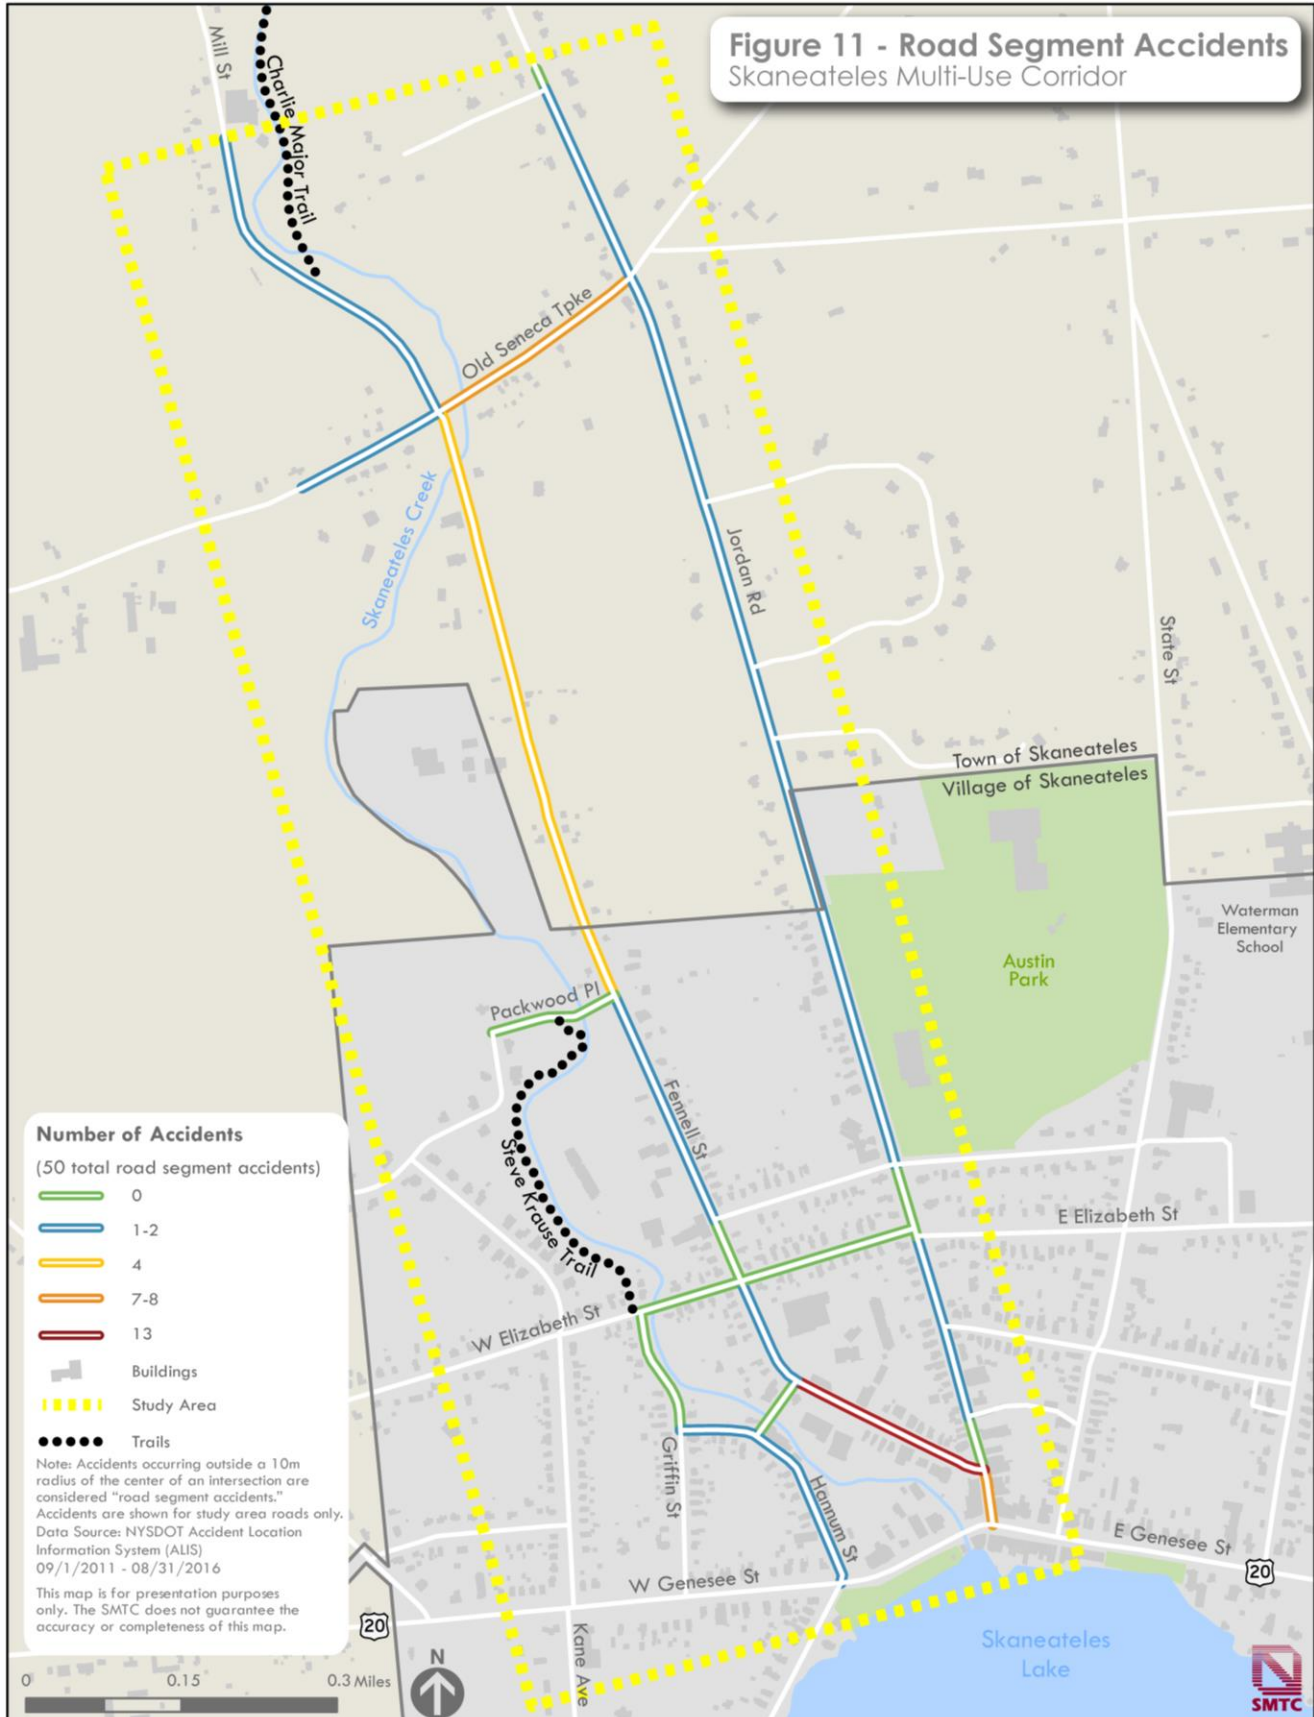 Figure 11 - Road Segment Accidents
Skaneateles Multi-Use Corridor
Mill St
Charlie Major Trail
Old Seneca Tpke
Skaneateles Creek
Jordan Rd
State St
Town of Skaneateles
Village of Skaneateles
Waterman
Elementary
School
Austin
Park
Packwood Pl
Fennell St
Steve Krause Trail
E Elizabeth St
W Elizabeth St
Griffin St
Hannum St
E Genesee St
20
W Genesee St
20
Kane Ave
Skaneateles
Lake
Number of Accidents
(50 total road segment accidents)
0
1-2
4
7-8
13
Buildings
Study Area
Trails
Note: Accidents occurring outside a 10m
radius of the center of an intersection are
considered "road segment accidents."
Accidents are shown for study area roads only.
Data Source: NYSDOT Accident Location
Information System (ALIS)
09/1/2011 - 08/31/2016
This map is for presentation purposes
only. The SMTC does not guarantee the
accuracy or completeness of this map.
0 0.15 0.3 Miles
N
SMTC